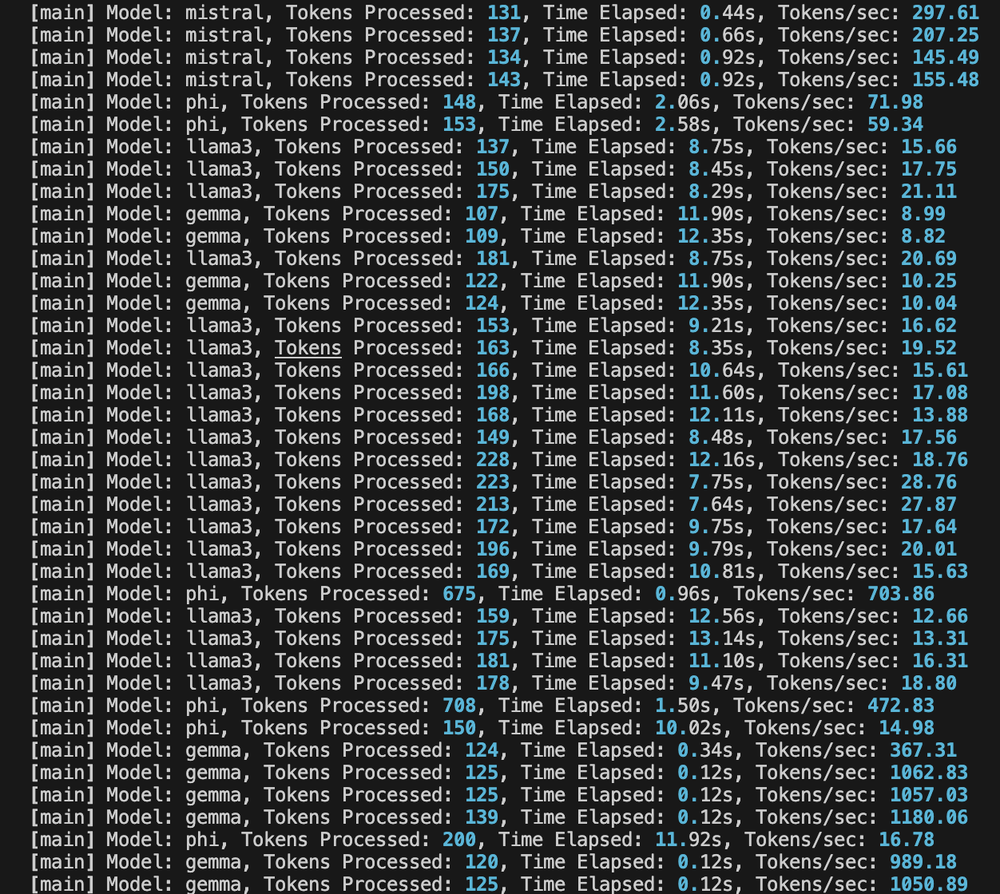 [main] Model: mistral, Tokens Processed: 131, Time Elapsed: 0.44s, Tokens/sec: 297.61
[main] Model: mistral, Tokens Processed: 137, Time Elapsed: 0.66s, Tokens/sec: 207.25
[main] Model: mistral, Tokens Processed: 134, Time Elapsed: 0.92s, Tokens/sec: 145.49
[main] Model: mistral, Tokens Processed: 143, Time Elapsed: 0.92s, Tokens/sec: 155.48
[main] Model: phi, Tokens Processed: 148, Time Elapsed: 2.06s, Tokens/sec: 71.98
[main] Model: phi, Tokens Processed: 153, Time Elapsed: 2.58s, Tokens/sec: 59.34
[main] Model: llama3, Tokens Processed: 137, Time Elapsed: 8.75s, Tokens/sec: 15.66
[main] Model: llama3, Tokens Processed: 150, Time Elapsed: 8.45s, Tokens/sec: 17.75
[main] Model: llama3, Tokens Processed: 175, Time Elapsed: 8.29s, Tokens/sec: 21.11
[main] Model: gemma, Tokens Processed: 107, Time Elapsed: 11.90s, Tokens/sec: 8.99
[main] Model: gemma, Tokens Processed: 109, Time Elapsed: 12.35s, Tokens/sec: 8.82
[main] Model: llama3, Tokens Processed: 181, Time Elapsed: 8.75s, Tokens/sec: 20.69
[main] Model: gemma, Tokens Processed: 122, Time Elapsed: 11.90s, Tokens/sec: 10.25
[main] Model: gemma, Tokens Processed: 124, Time Elapsed: 12.35s, Tokens/sec: 10.04
[main] Model: llama3, Tokens Processed: 153, Time Elapsed: 9.21s, Tokens/sec: 16.62
[main] Model: llama3, Tokens Processed: 163, Time Elapsed: 8.35s, Tokens/sec: 19.52
[main] Model: llama3, Tokens Processed: 166, Time Elapsed: 10.64s, Tokens/sec: 15.61
[main] Model: llama3, Tokens Processed: 198, Time Elapsed: 11.60s, Tokens/sec: 17.08
[main] Model: llama3, Tokens Processed: 168, Time Elapsed: 12.11s, Tokens/sec: 13.88
[main] Model: llama3, Tokens Processed: 149, Time Elapsed: 8.48s, Tokens/sec: 17.56
[main] Model: llama3, Tokens Processed: 228, Time Elapsed: 12.16s, Tokens/sec: 18.76
[main] Model: llama3, Tokens Processed: 223, Time Elapsed: 7.75s, Tokens/sec: 28.76
[main] Model: llama3, Tokens Processed: 213, Time Elapsed: 7.64s, Tokens/sec: 27.87
[main] Model: llama3, Tokens Processed: 172, Time Elapsed: 9.75s, Tokens/sec: 17.64
[main] Model: llama3, Tokens Processed: 196, Time Elapsed: 9.79s, Tokens/sec: 20.01
[main] Model: llama3, Tokens Processed: 169, Time Elapsed: 10.81s, Tokens/sec: 15.63
[main] Model: phi, Tokens Processed: 675, Time Elapsed: 0.96s, Tokens/sec: 703.86
[main] Model: llama3, Tokens Processed: 159, Time Elapsed: 12.56s, Tokens/sec: 12.66
[main] Model: llama3, Tokens Processed: 175, Time Elapsed: 13.14s, Tokens/sec: 13.31
[main] Model: llama3, Tokens Processed: 181, Time Elapsed: 11.10s, Tokens/sec: 16.31
[main] Model: llama3, Tokens Processed: 178, Time Elapsed: 9.47s, Tokens/sec: 18.80
[main] Model: phi, Tokens Processed: 708, Time Elapsed: 1.50s, Tokens/sec: 472.83
[main] Model: phi, Tokens Processed: 150, Time Elapsed: 10.02s, Tokens/sec: 14.98
[main] Model: gemma, Tokens Processed: 124, Time Elapsed: 0.34s, Tokens/sec: 367.31
[main] Model: gemma, Tokens Processed: 125, Time Elapsed: 0.12s, Tokens/sec: 1062.83
[main] Model: gemma, Tokens Processed: 125, Time Elapsed: 0.12s, Tokens/sec: 1057.03
[main] Model: gemma, Tokens Processed: 139, Time Elapsed: 0.12s, Tokens/sec: 1180.06
[main] Model: phi, Tokens Processed: 200, Time Elapsed: 11.92s, Tokens/sec: 16.78
[main] Model: gemma, Tokens Processed: 120, Time Elapsed: 0.12s, Tokens/sec: 989.18
[main] Model: gemma, Tokens Processed: 125, Time Elapsed: 0.12s, Tokens/sec: 1050.89